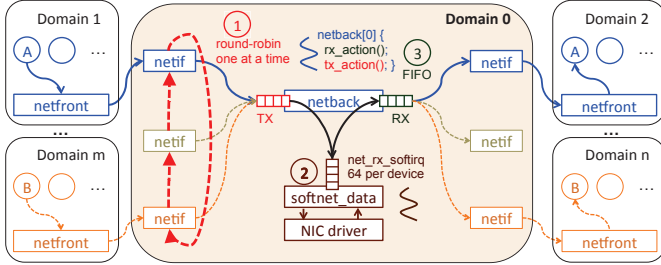 Domain 1
A
...
netfront
...
Domain m
B
...
netfront
Domain 0
1
round-robin
one at a time
netback[0] {
rx_action();
tx_action(); }
3
FIFO
netif
netif
netif
TX
netback
RX
2
net_rx_softirq
64 per device
softnet_data
NIC driver
netif
netif
netif
Domain 2
A
...
netfront
...
Domain n
B
...
netfront